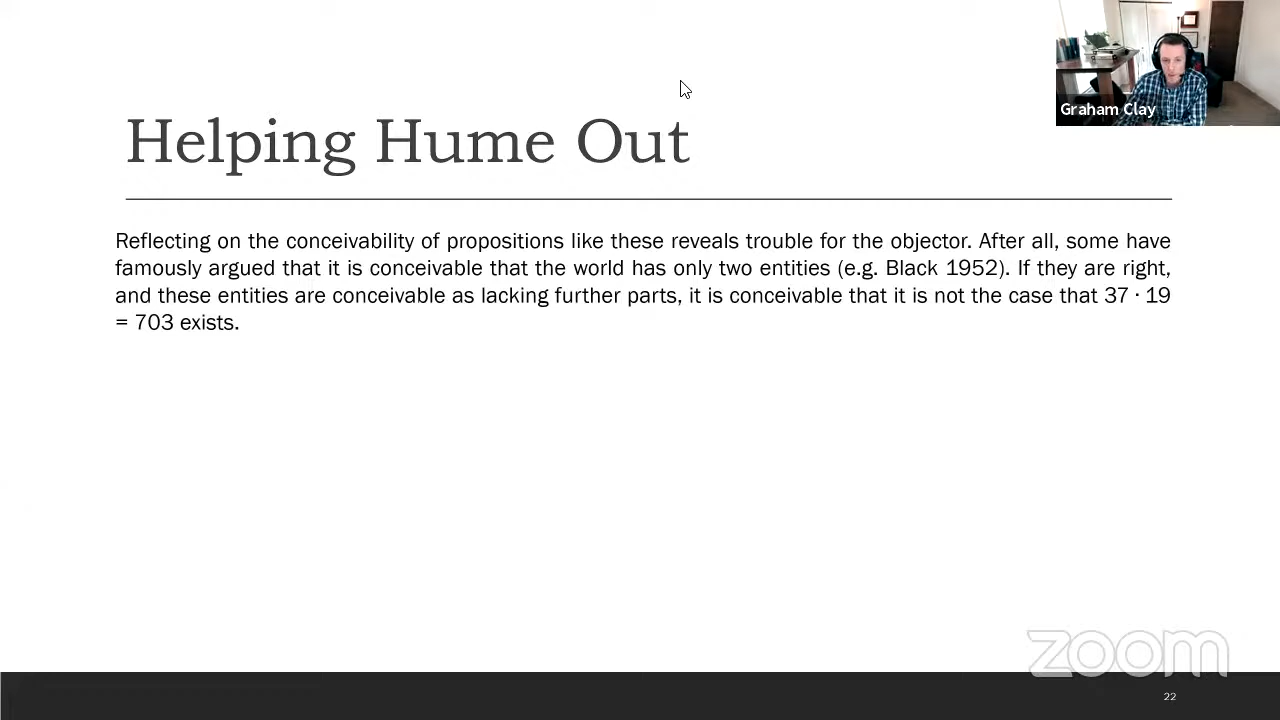 Graham Clay
Helping Hume Out
Reflecting on the conceivability of propositions like these reveals trouble for the objector. After all, some have
famously argued that it is conceivable that the world has only two entities (e.g. Black 1952). If they are right,
and these entities are conceivable as lacking further parts, it is conceivable that it is not the case that 37 · 19
= 703 exists.
zoom
22